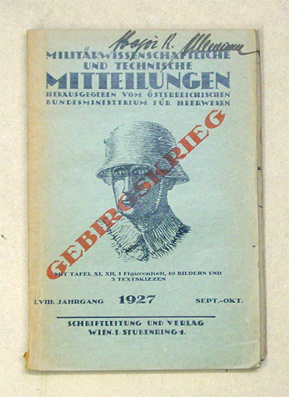 Major R. Allemann
MILITÄRWISSENSCHAFTLICHE
UND TECHNISCHE
MITTEILUNGEN
HERAUSGEGEBEN VOM ÖSTERREICHISCHEN
BUNDESMINISTERIUM FÜR HEERWESEN
GEBIRGSKRIEG
MIT TAFEL XI, XII, 1 Figurenheft, 10 BILDERN UND
3 TEXTSKIZZEN
LVIII. JAHRGANG 1927 SEPT.-OKT.
SCHRIFTLEITUNG UND VERLAG
WIEN. I. STUBENRING 1.